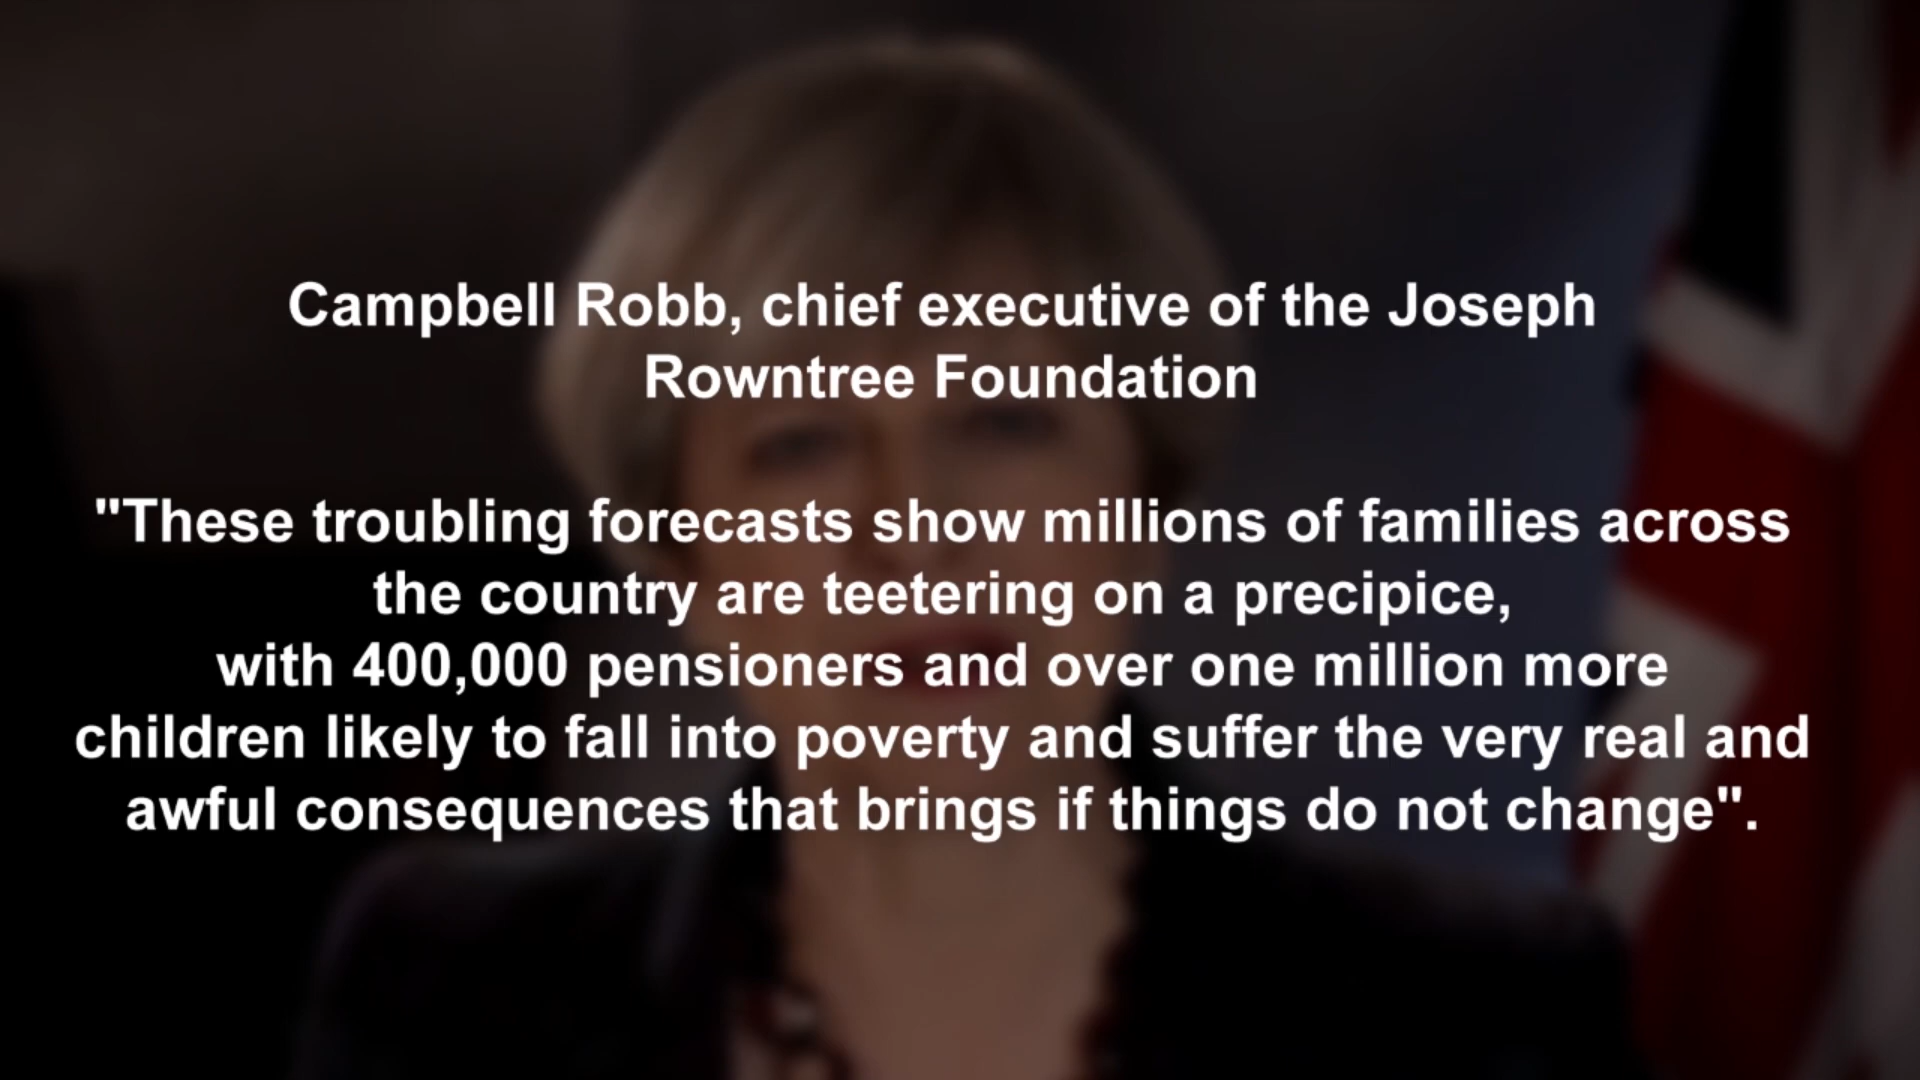 Campbell Robb, chief executive of the Joseph
Rowntree Foundation
"These troubling forecasts show millions of families across
the country are teetering on a precipice,
with 400,000 pensioners and over one million more
children likely to fall into poverty and suffer the very real and
awful consequences that brings if things do not change".